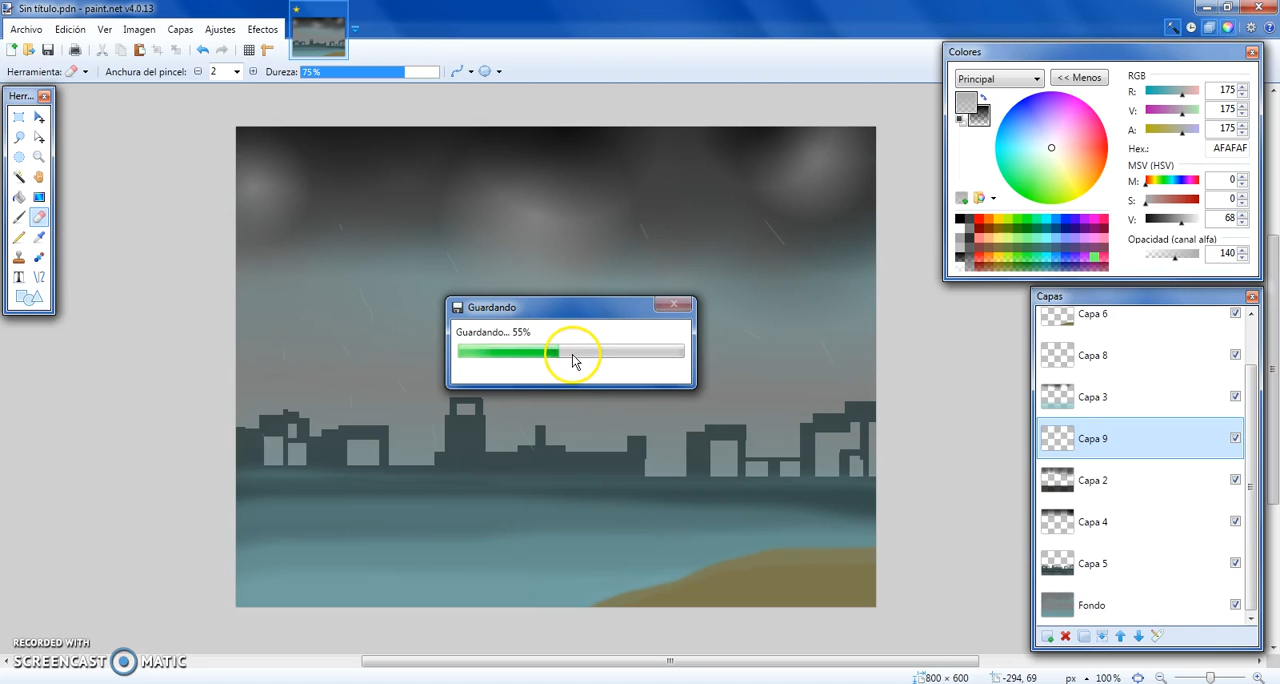 Sin título.pdn - paint.net v4.0.13
Archivo Edición Ver Imagen Capas Ajustes Efectos
Herramienta: Anchura del pincel: 2 Dureza: 75%
Herr...
Colores
Principal
<< Menos
RGB
R: 175
V: 175
A: 175
Hex.: AFAFAF
MSV (HSV)
M: 0
S: 0
V: 68
Opacidad (canal alfa)
140
Guardando
Guardando... 55%
Capas
Capa 6
Capa 8
Capa 3
Capa 9
Capa 2
Capa 4
Capa 5
Fondo
RECORDED WITH
SCREENCAST MATIC
800 × 600 -294, 69 px 100%